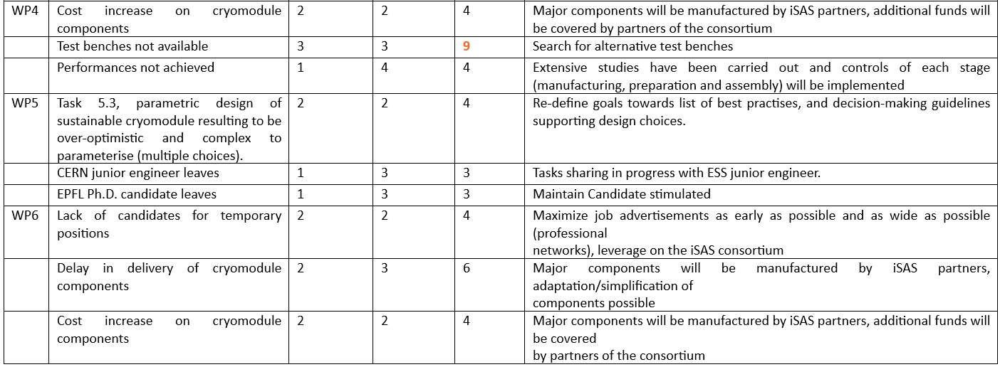 WP4 Cost increase on cryomodule 2 2 4 Major components will be manufactured by iSAS partners, additional funds will
components be covered by partners of the consortium
Test benches not available 3 3 9 Search for alternative test benches
Performances not achieved 1 4 4 Extensive studies have been carried out and controls of each stage
(manufacturing, preparation and assembly) will be implemented
WP5 Task 5.3, parametric design of 2 2 4 Re-define goals towards list of best practises, and decision-making guidelines
sustainable cryomodule resulting to be supporting design choices.
over-optimistic and complex to
parameterise (multiple choices).
CERN junior engineer leaves 1 3 3 Tasks sharing in progress with ESS junior engineer.
EPFL Ph.D. candidate leaves 1 3 3 Maintain Candidate stimulated
WP6 Lack of candidates for temporary 2 2 4 Maximize job advertisements as early as possible and as wide as possible
positions (professional
networks), leverage on the iSAS consortium
Delay in delivery of cryomodule 2 3 6 Major components will be manufactured by iSAS partners,
components adaptation/simplification of
components possible
Cost increase on cryomodule 2 2 4 Major components will be manufactured by iSAS partners, additional funds will
components be covered
by partners of the consortium